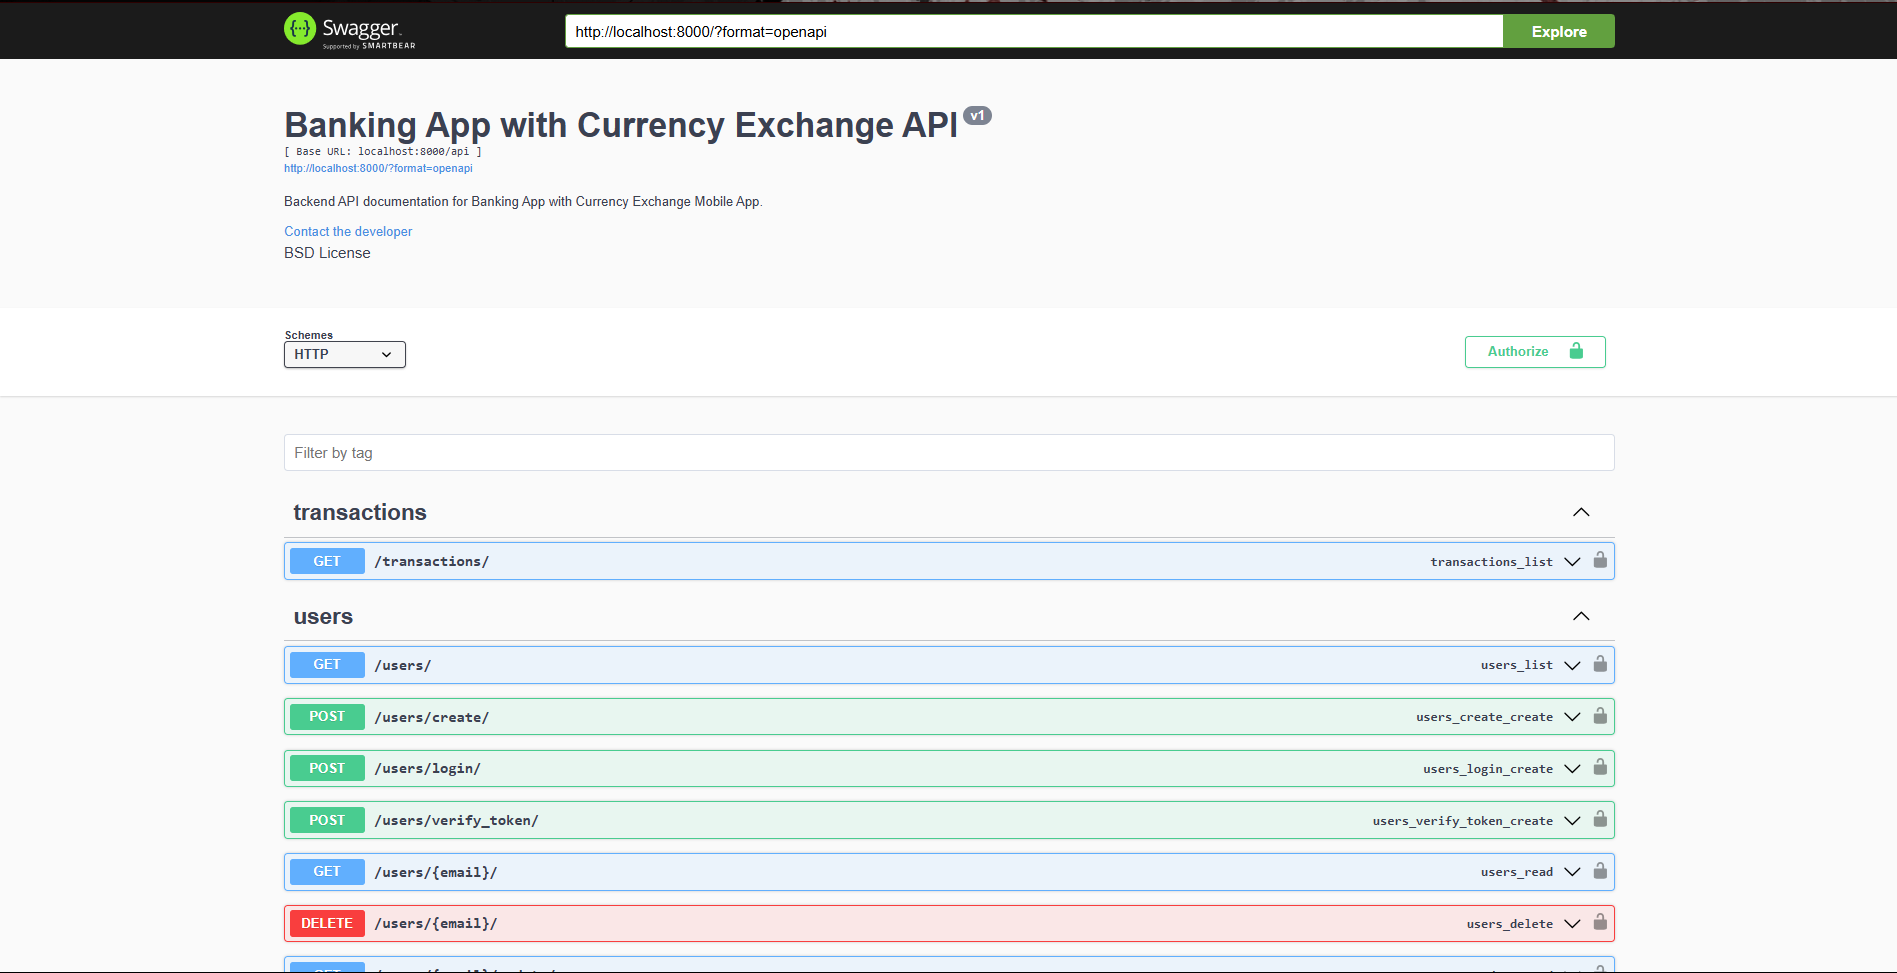 Swagger
Supported by SMARTBEAR
http://localhost:8000/?format=openapi
Explore
Banking App with Currency Exchange API v1
[ Base URL: localhost:8000/api ]
http://localhost:8000/?format=openapi
Backend API documentation for Banking App with Currency Exchange Mobile App.
Contact the developer
BSD License
Schemes
HTTP
Authorize
Filter by tag
transactions
GET /transactions/ transactions_list
users
GET /users/ users_list
POST /users/create/ users_create_create
POST /users/login/ users_login_create
POST /users/verify_token/ users_verify_token_create
GET /users/{email}/ users_read
DELETE /users/{email}/ users_delete
GET